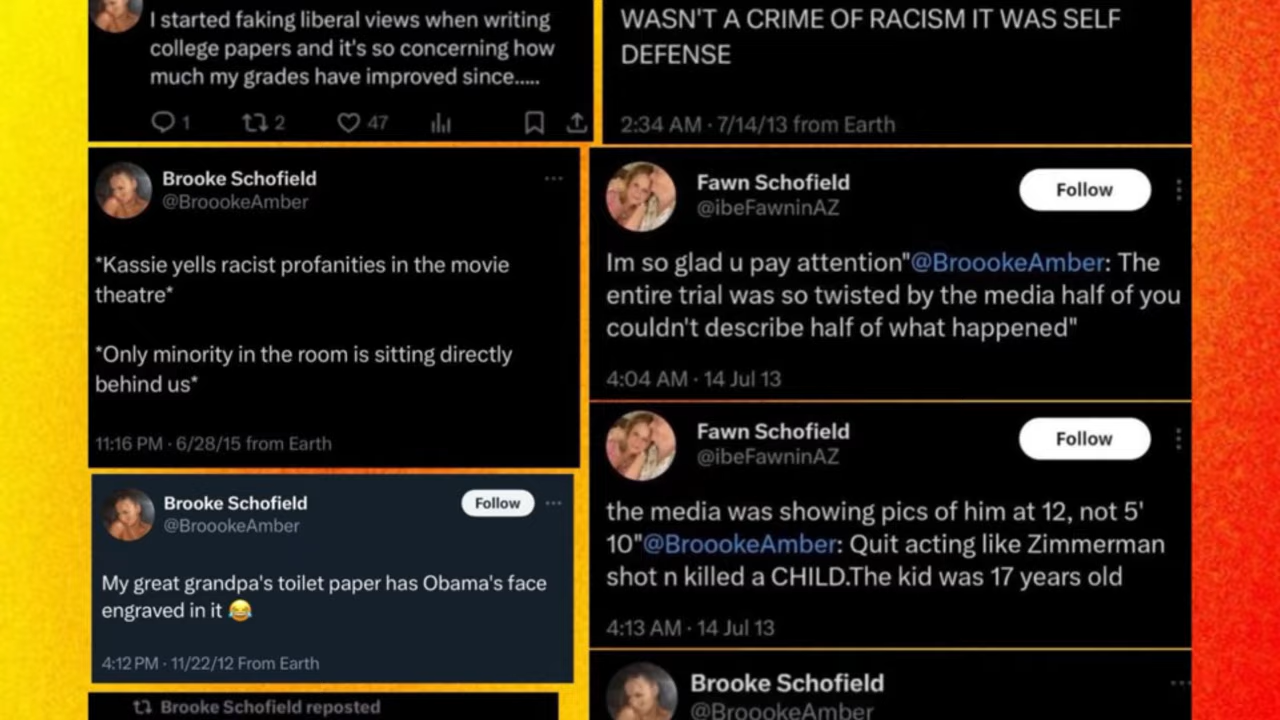 I started faking liberal views when writing
college papers and it's so concerning how
much my grades have improved since.....
1 2 47
Brooke Schofield
@BroookeAmber
*Kassie yells racist profanities in the movie
theatre*
*Only minority in the room is sitting directly
behind us*
11:16 PM · 6/28/15 from Earth
Brooke Schofield
@BroookeAmber
Follow
My great grandpa's toilet paper has Obama's face
engraved in it 😂
4:12 PM · 11/22/12 From Earth
Brooke Schofield reposted
WASN'T A CRIME OF RACISM IT WAS SELF
DEFENSE
2:34 AM · 7/14/13 from Earth
Fawn Schofield
@ibeFawninAZ
Follow
Im so glad u pay attention"@BroookeAmber: The
entire trial was so twisted by the media half of you
couldn't describe half of what happened"
4:04 AM · 14 Jul 13
Fawn Schofield
@ibeFawninAZ
Follow
the media was showing pics of him at 12, not 5'
10"@BroookeAmber: Quit acting like Zimmerman
shot n killed a CHILD.The kid was 17 years old
4:13 AM · 14 Jul 13
Brooke Schofield
@BroookeAmber